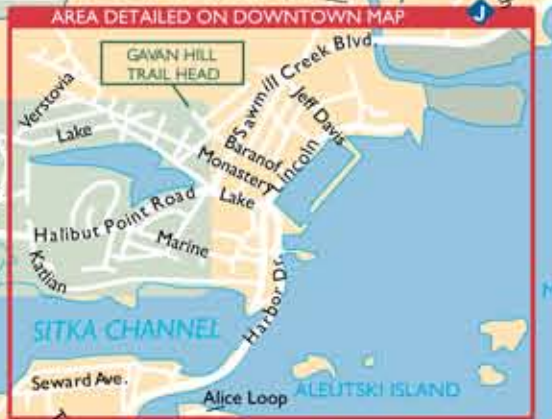 AREA DETAILED ON DOWNTOWN MAP
J
GAVAN HILL
TRAIL HEAD
Sawmill Creek Blvd.
Verstovia
Jeff Davis
Lake
Baranof
Monastery
Lincoln
Lake
Halibut Point Road
Marine
Katlian
Harbor Dr.
SITKA CHANNEL
Seward Ave.
Alice Loop
ALEUTSKI ISLAND